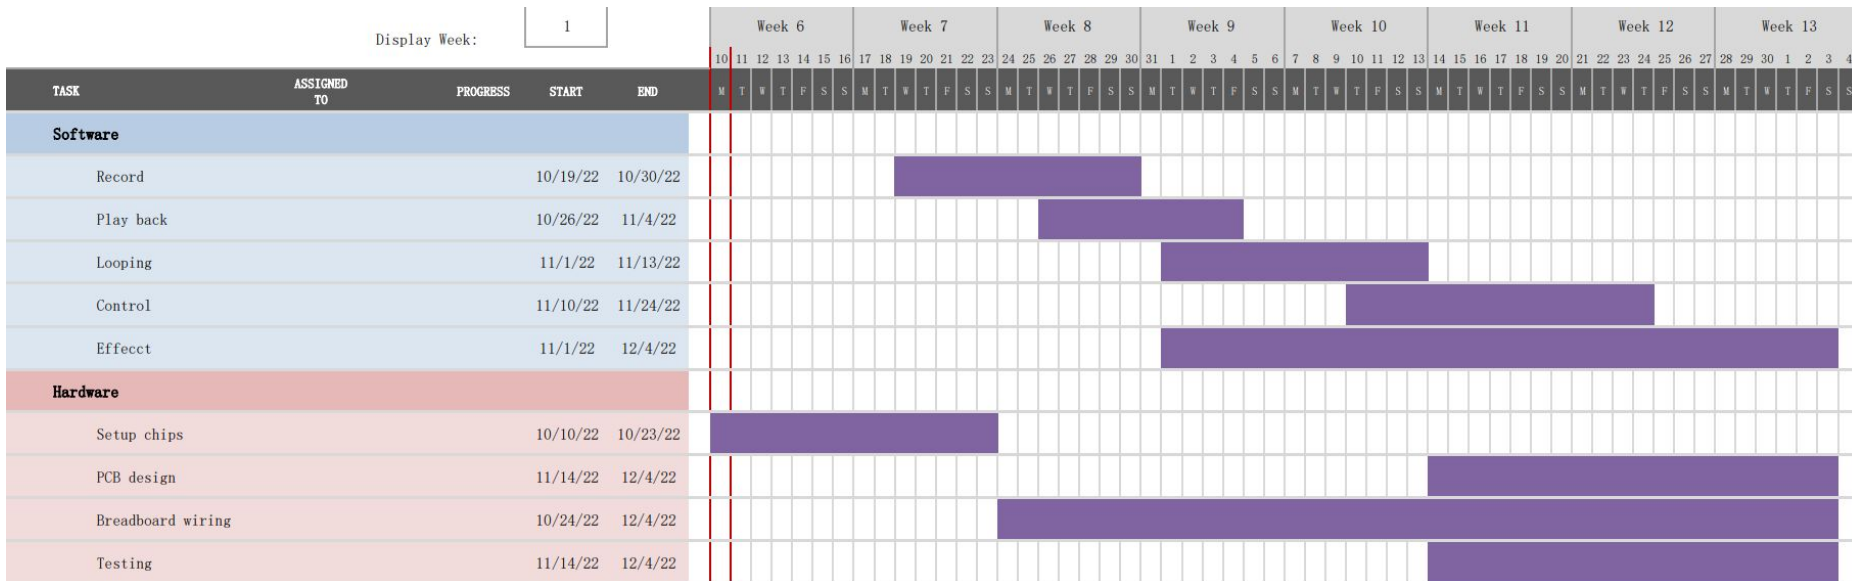 Display Week: 1
Week 6 Week 7 Week 8 Week 9 Week 10 Week 11 Week 12 Week 13
10 11 12 13 14 15 16 17 18 19 20 21 22 23 24 25 26 27 28 29 30 31 1 2 3 4 5 6 7 8 9 10 11 12 13 14 15 16 17 18 19 20 21 22 23 24 25 26 27 28 29 30 1 2 3 4
TASK ASSIGNED TO PROGRESS START END M T W T F S S M T W T F S S M T W T F S S M T W T F S S M T W T F S S M T W T F S S M T W T F S S M T W T F S S
Software
Record 10/19/22 10/30/22
Play back 10/26/22 11/4/22
Looping 11/1/22 11/13/22
Control 11/10/22 11/24/22
Effecct 11/1/22 12/4/22
Hardware
Setup chips 10/10/22 10/23/22
PCB design 11/14/22 12/4/22
Breadboard wiring 10/24/22 12/4/22
Testing 11/14/22 12/4/22